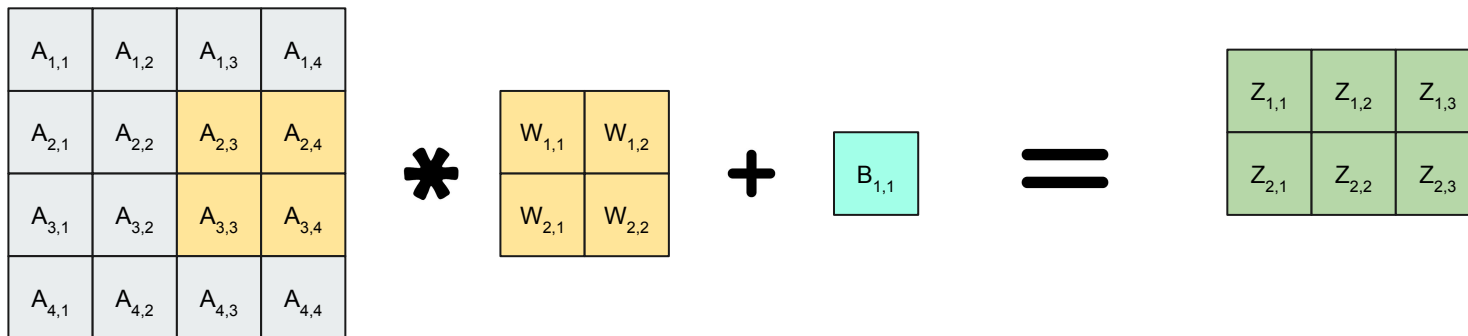 A1,1 A1,2 A1,3 A1,4
A2,1 A2,2 A2,3 A2,4
A3,1 A3,2 A3,3 A3,4
A4,1 A4,2 A4,3 A4,4
*
W1,1 W1,2
W2,1 W2,2
+
B1,1
=
Z1,1 Z1,2 Z1,3
Z2,1 Z2,2 Z2,3